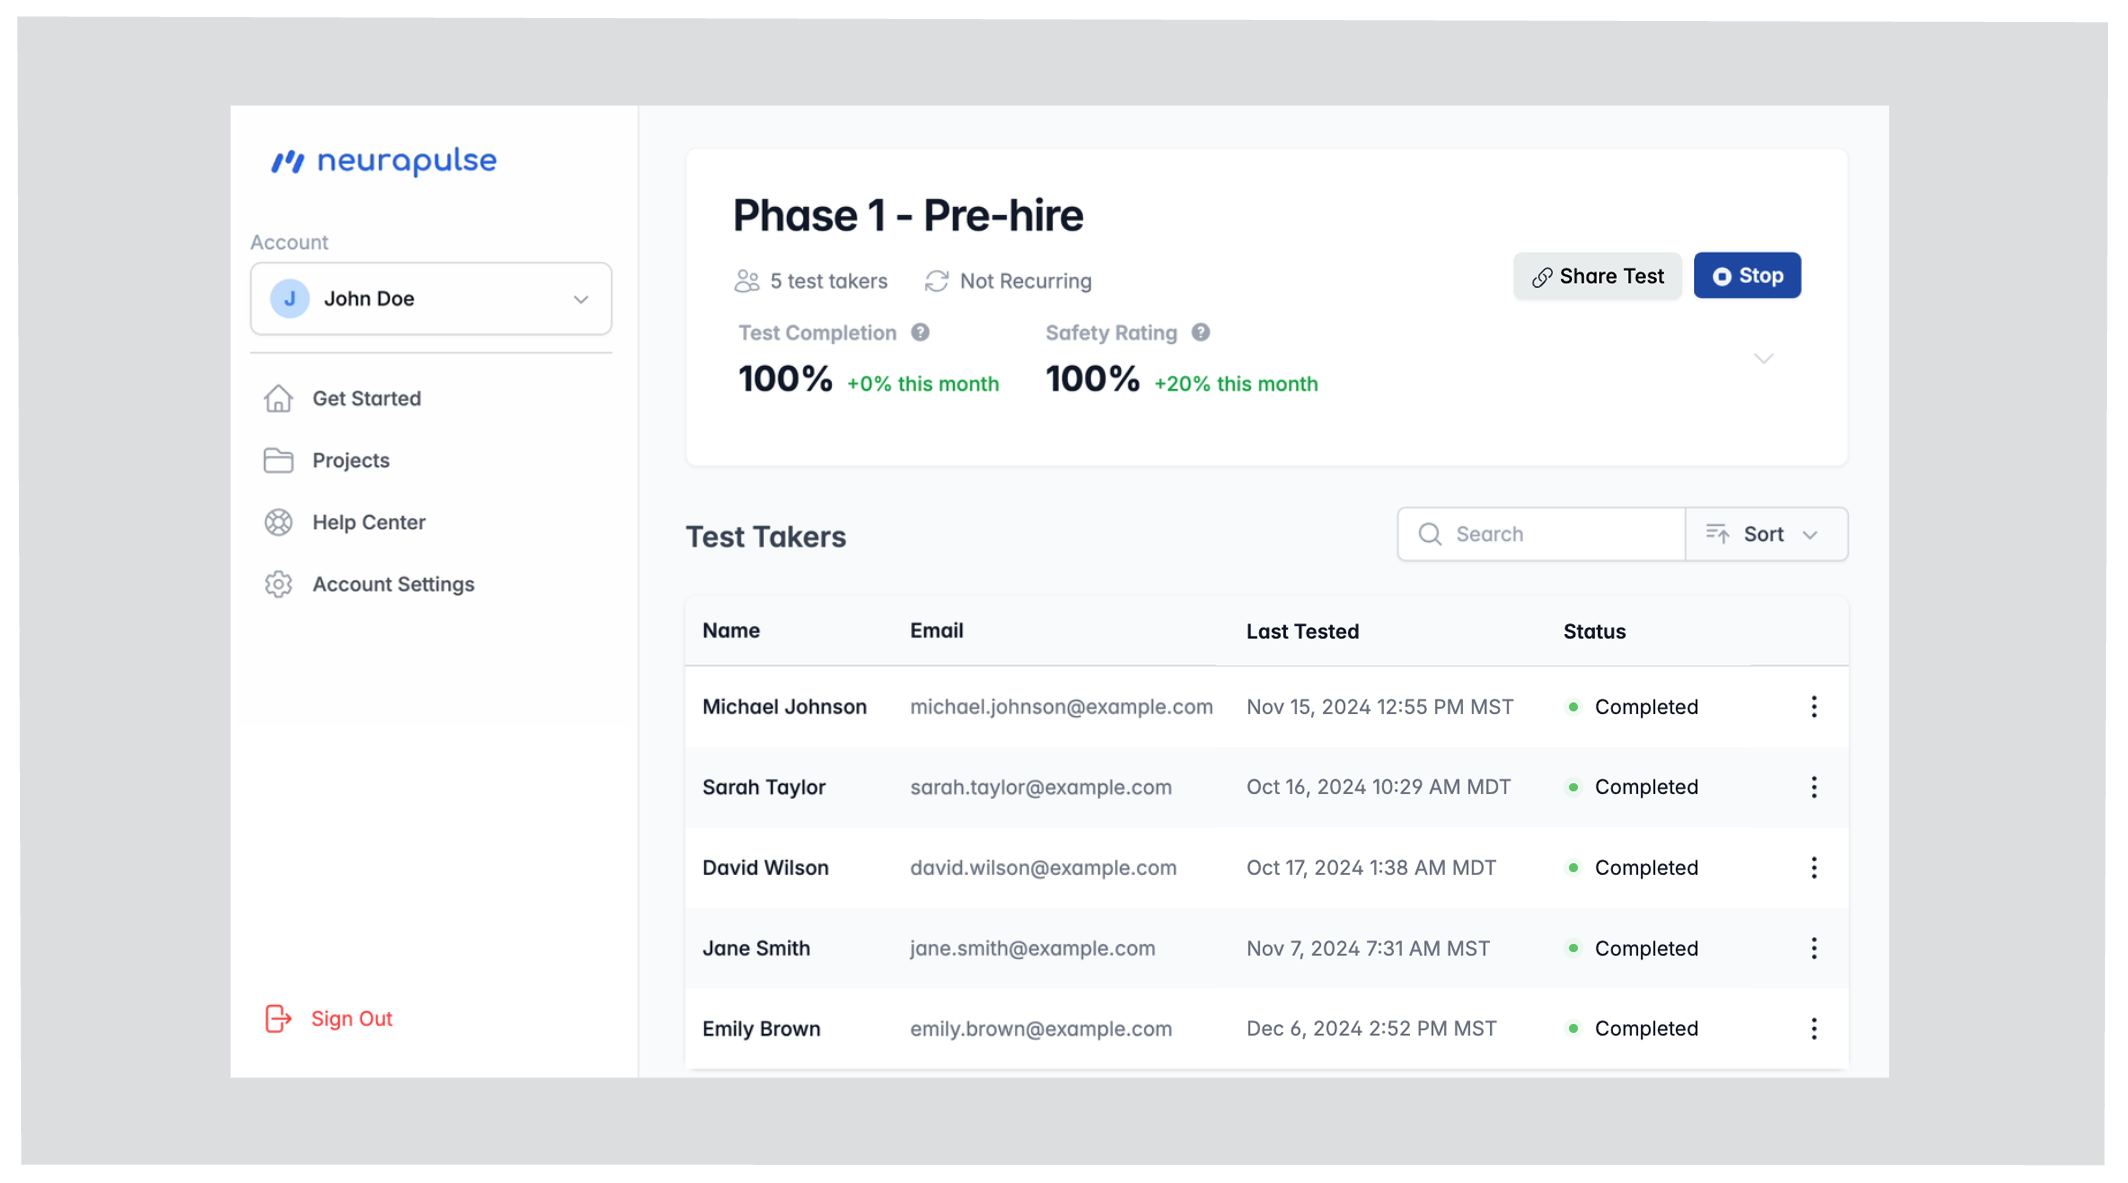 neurapulse
Account
J John Doe
Get Started
Projects
Help Center
Account Settings
Sign Out
Phase 1 - Pre-hire
5 test takers Not Recurring
Share Test Stop
Test Completion ? Safety Rating ?
100% +0% this month 100% +20% this month
Test Takers
Search Sort
Name Email Last Tested Status
Michael Johnson michael.johnson@example.com Nov 15, 2024 12:55 PM MST Completed
Sarah Taylor sarah.taylor@example.com Oct 16, 2024 10:29 AM MDT Completed
David Wilson david.wilson@example.com Oct 17, 2024 1:38 AM MDT Completed
Jane Smith jane.smith@example.com Nov 7, 2024 7:31 AM MST Completed
Emily Brown emily.brown@example.com Dec 6, 2024 2:52 PM MST Completed